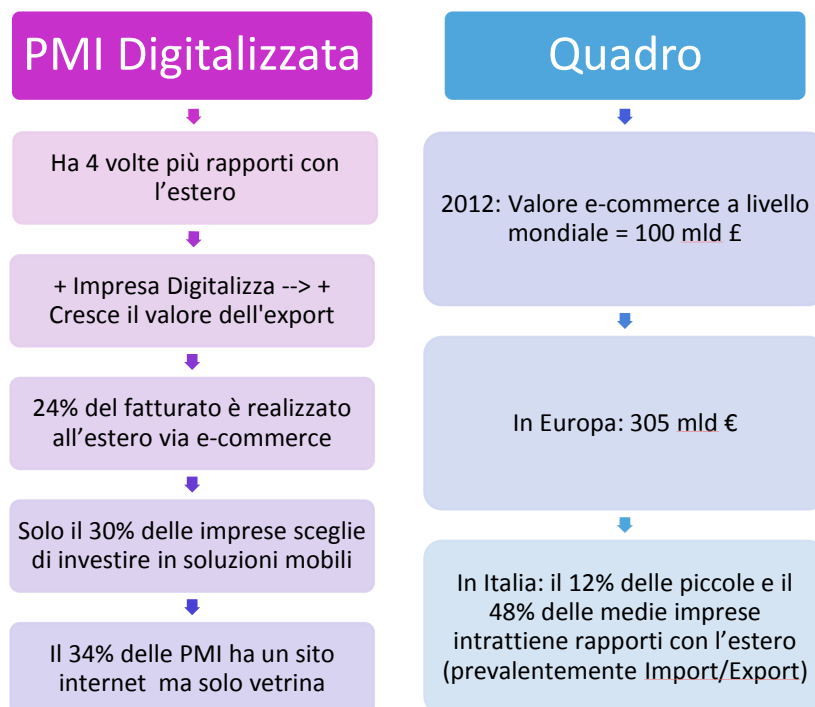 PMI Digitalizzata
Ha 4 volte più rapporti con
l’estero
+ Impresa Digitalizza --> +
Cresce il valore dell'export
24% del fatturato è realizzato
all’estero via e-commerce
Solo il 30% delle imprese sceglie
di investire in soluzioni mobili
Il 34% delle PMI ha un sito
internet ma solo vetrina
Quadro
2012: Valore e-commerce a livello
mondiale = 100 mld £
In Europa: 305 mld €
In Italia: il 12% delle piccole e il
48% delle medie imprese
intrattiene rapporti con l’estero
(prevalentemente Import/Export)